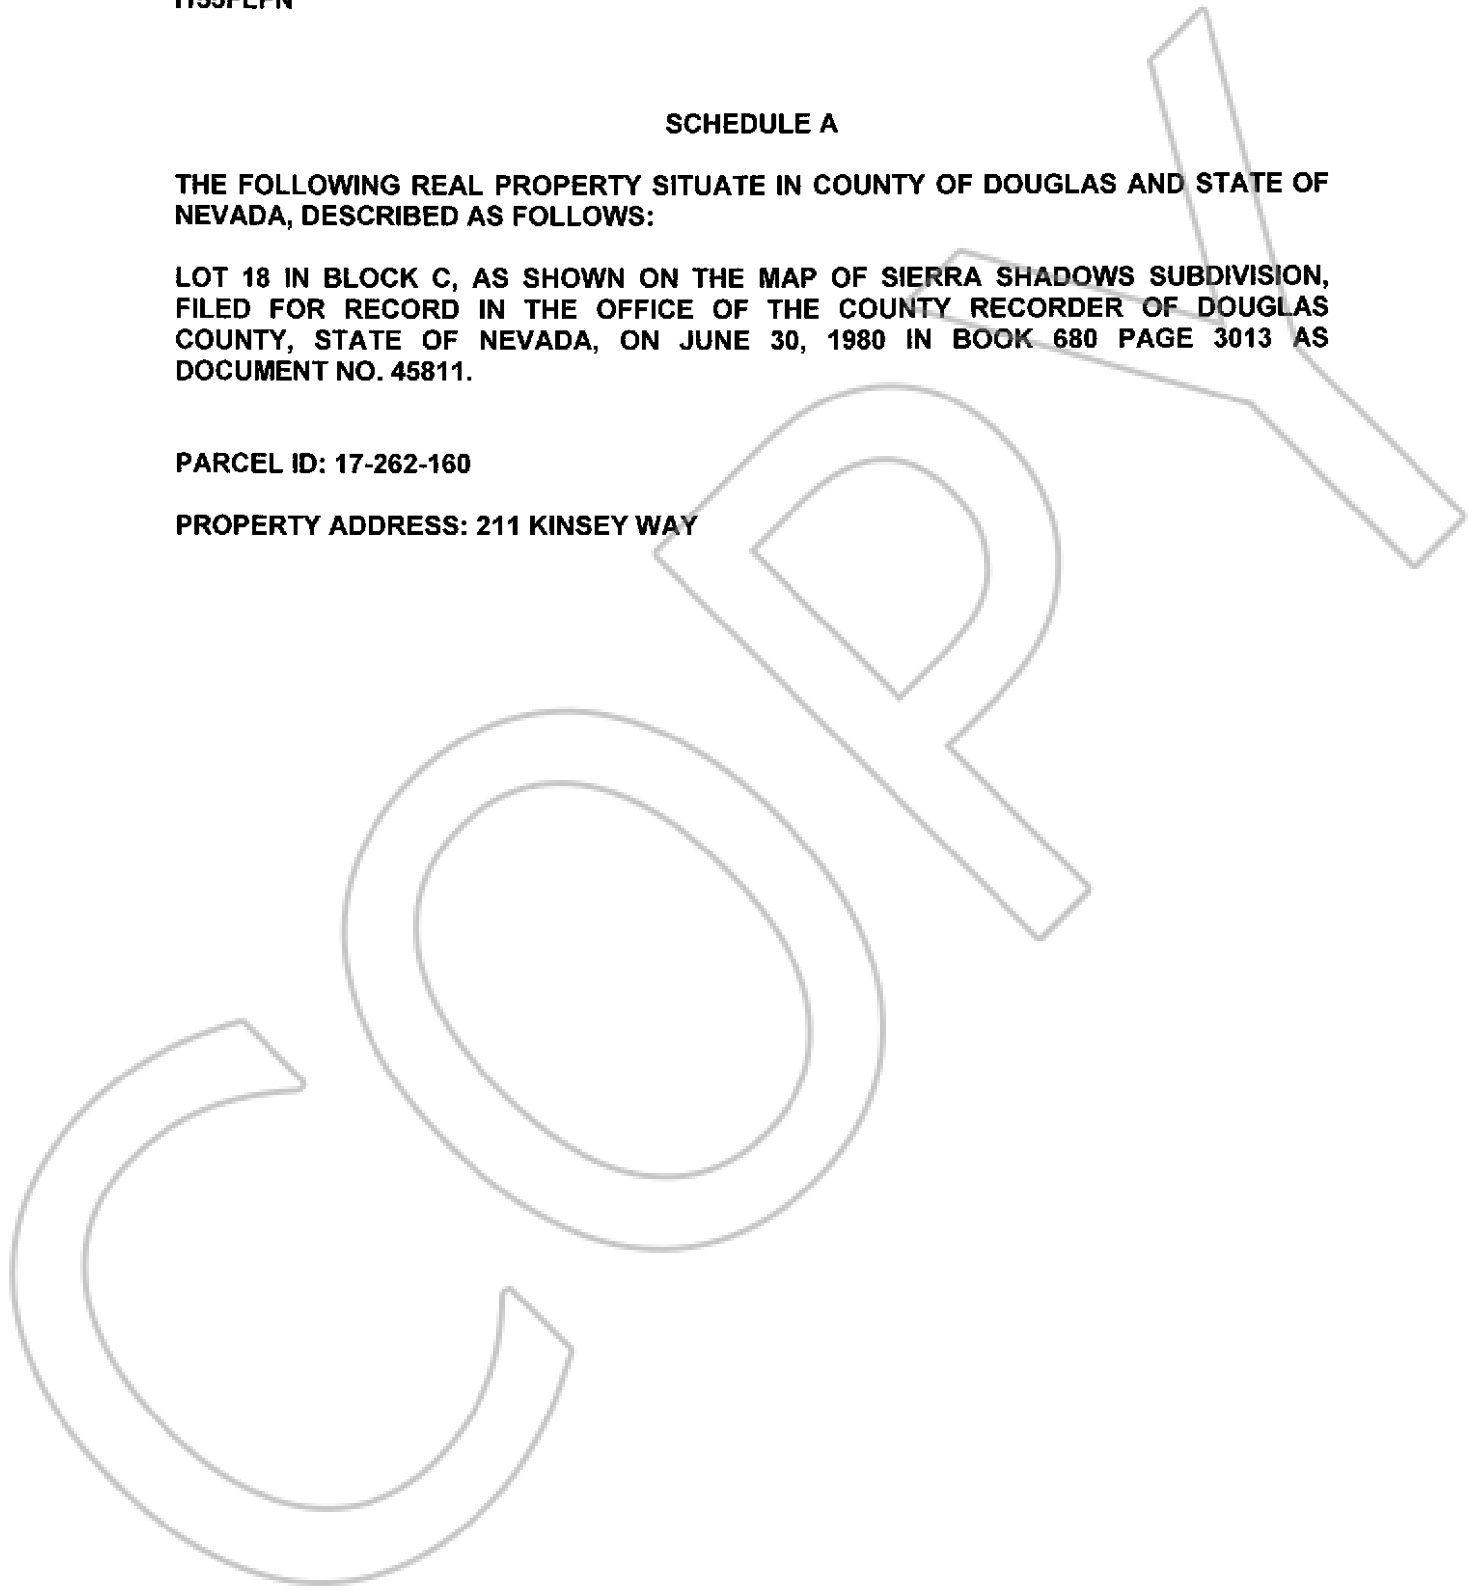 SCHEDULE A
THE FOLLOWING REAL PROPERTY SITUATE IN COUNTY OF DOUGLAS AND STATE OF
NEVADA, DESCRIBED AS FOLLOWS:
LOT 18 IN BLOCK C, AS SHOWN ON THE MAP OF SIERRA SHADOWS SUBDIVISION,
FILED FOR RECORD IN THE OFFICE OF THE COUNTY RECORDER OF DOUGLAS
COUNTY, STATE OF NEVADA, ON JUNE 30, 1980 IN BOOK 680 PAGE 3013 AS
DOCUMENT NO. 45811.
PARCEL ID: 17-262-160
PROPERTY ADDRESS: 211 KINSEY WAY
COPY